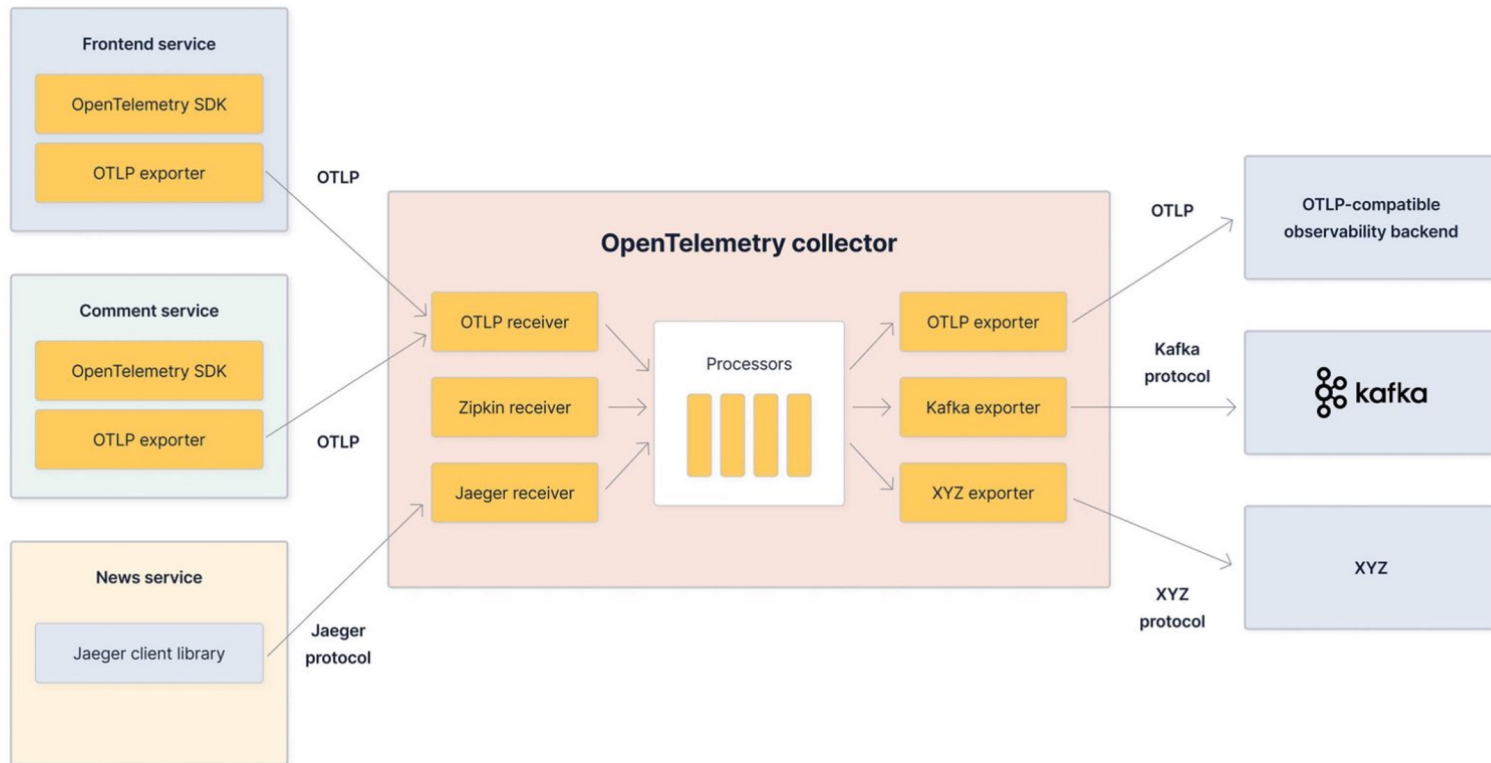 Frontend service
OpenTelemetry SDK
OTLP exporter
OTLP
Comment service
OpenTelemetry SDK
OTLP exporter
OTLP
News service
Jaeger client library
Jaeger
protocol
OpenTelemetry collector
OTLP receiver
Zipkin receiver
Jaeger receiver
Processors
OTLP exporter
Kafka exporter
XYZ exporter
OTLP
Kafka
protocol
XYZ
protocol
OTLP-compatible
observability backend
kafka
XYZ